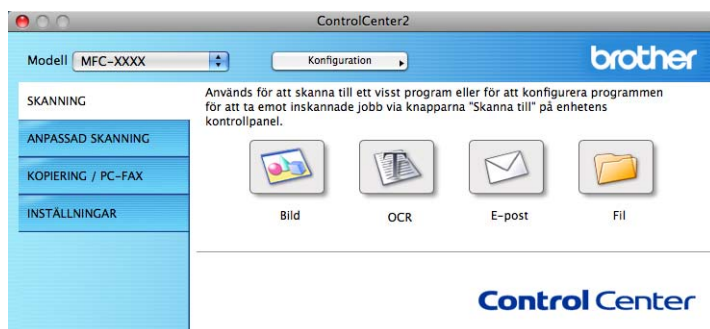 ControlCenter2
Modell MFC-XXXX Konfiguration brother
SKANNING
ANPASSAD SKANNING
KOPIERING / PC-FAX
INSTÄLLNINGAR
Används för att skanna till ett visst program eller för att konfigurera programmen
för att ta emot inskannade jobb via knapparna "Skanna till" på enhetens
kontrollpanel.
Bild OCR E-post Fil
Control Center